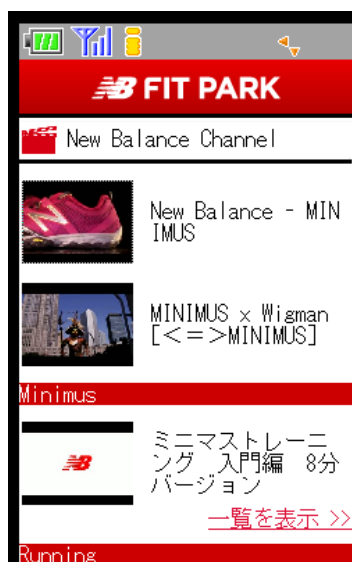 NB FIT PARK
New Balance Channel
New Balance - MIN
IMUS
MINIMUS x Wigman
[<=>MINIMUS]
Minimus
NB
ミニマストレーニ
ング 入門編 8分
バージョン
一覧を表示 >>
Running